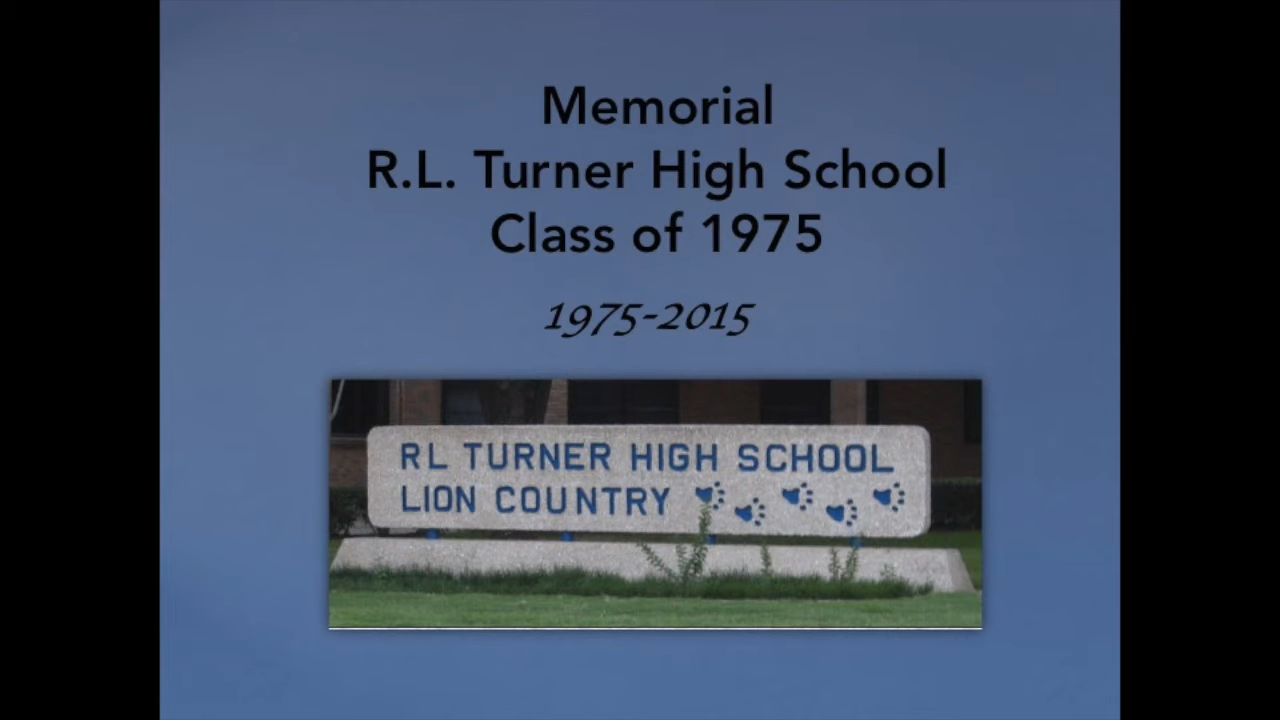 Memorial
R.L. Turner High School
Class of 1975
1975-2015
RL TURNER HIGH SCHOOL
LION COUNTRY